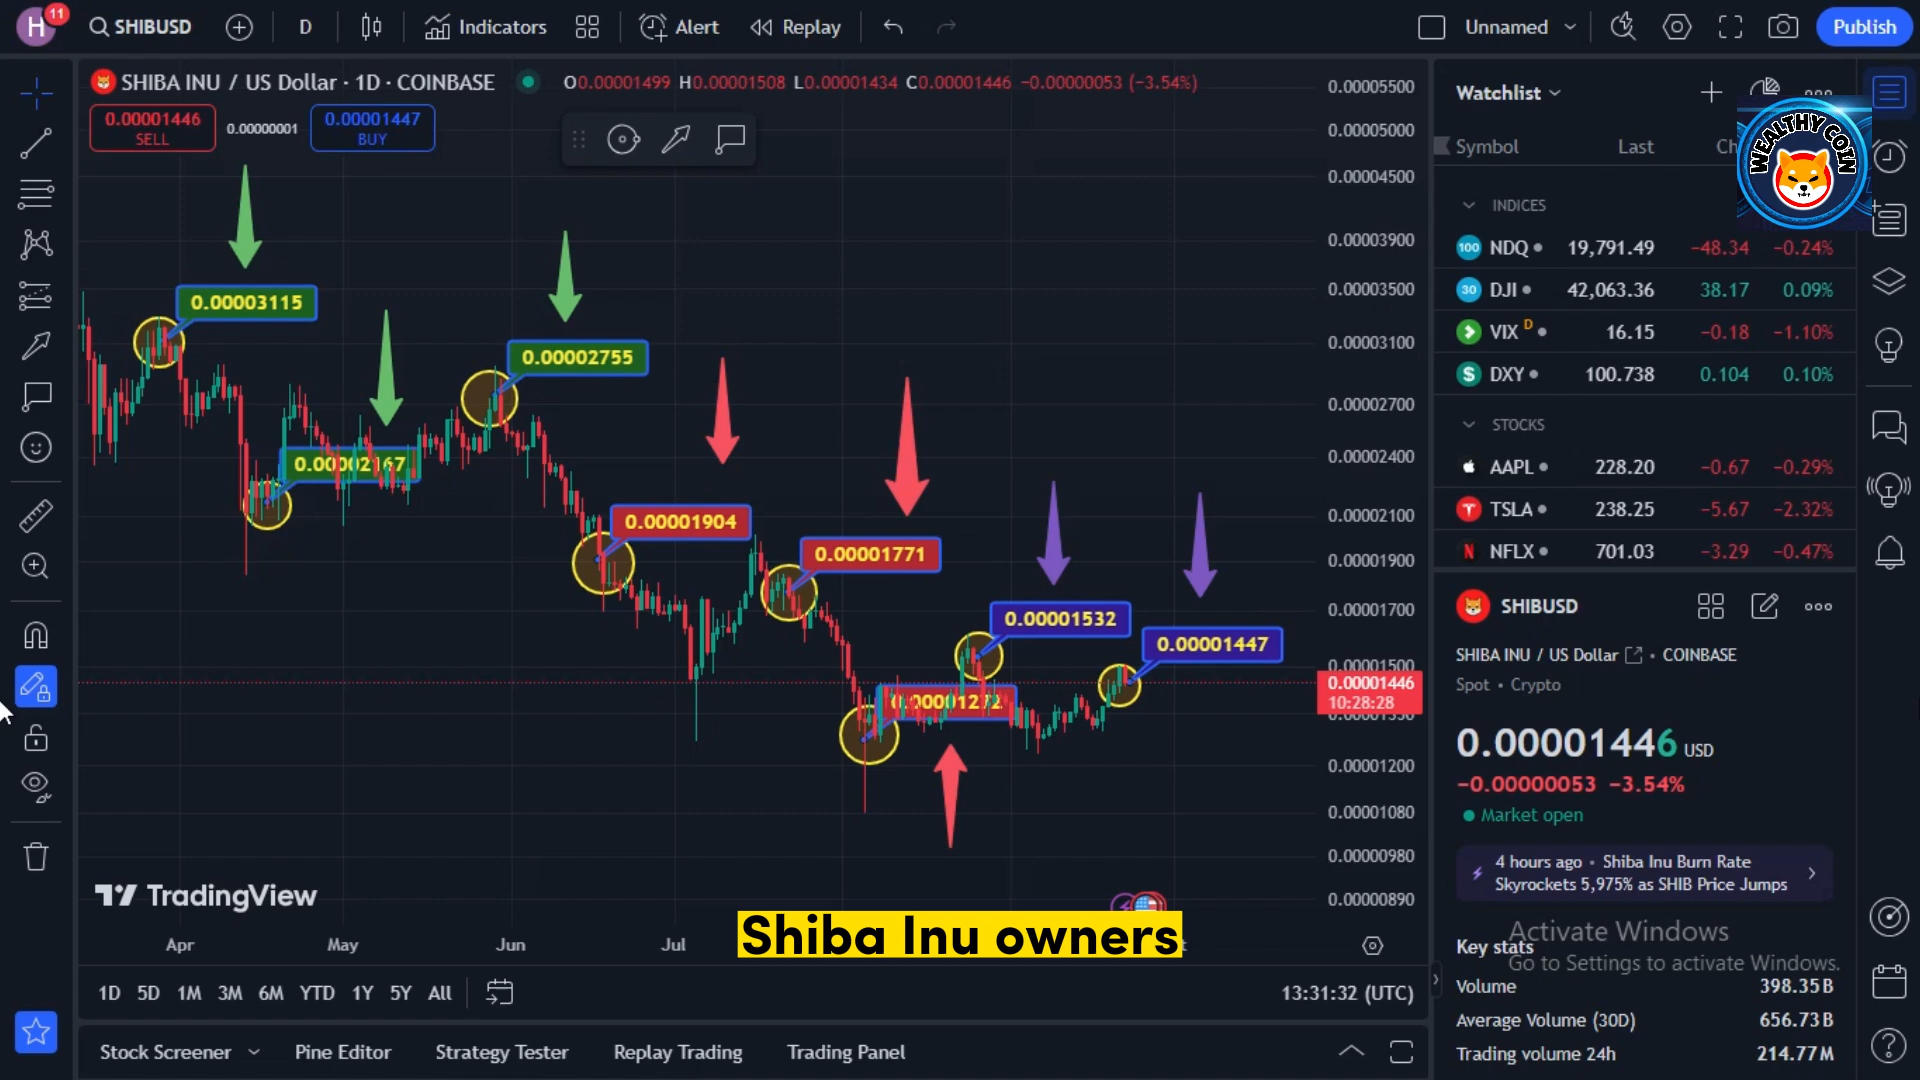 H
11
SHIBUSD
D
Indicators
Alert
Replay
Unnamed
Publish
SHIBA INU / US Dollar · 1D · COINBASE
O0.00001499 H0.00001508 L0.00001434 C0.00001446 −0.00000053 (−3.54%)
0.00001446
SELL
0.00000001
0.00001447
BUY
0.00003115
0.00002167
0.00002755
0.00001904
0.00001771
0.00001272
0.00001532
0.00001447
0.00005500
0.00005000
0.00004500
0.00003900
0.00003500
0.00003100
0.00002700
0.00002400
0.00002100
0.00001900
0.00001700
0.00001500
0.00001446
10:28:28
0.00001200
0.00001080
0.00000980
0.00000890
TradingView
Apr May Jun Jul
Shiba Inu owners
1D 5D 1M 3M 6M YTD 1Y 5Y All
13:31:32 (UTC)
Stock Screener Pine Editor Strategy Tester Replay Trading Trading Panel
Watchlist
WEALTHY COIN
Symbol Last
INDICES
100 NDQ 19,791.49 −48.34 −0.24%
30 DJI 42,063.36 38.17 0.09%
VIX D 16.15 −0.18 −1.10%
S DXY 100.738 0.104 0.10%
STOCKS
AAPL 228.20 −0.67 −0.29%
TSLA 238.25 −5.67 −2.32%
N NFLX 701.03 −3.29 −0.47%
SHIBUSD
SHIBA INU / US Dollar • COINBASE
Spot • Crypto
0.00001446 USD
−0.00000053 −3.54%
Market open
4 hours ago • Shiba Inu Burn Rate
Skyrockets 5,975% as SHIB Price Jumps
Activate Windows
Key stats
Go to Settings to activate Windows.
Volume 398.35B
Average Volume (30D) 656.73B
Trading volume 24h 214.77M